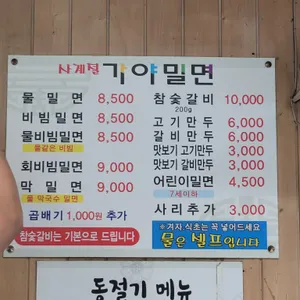 사계절 가야밀면
물 밀 면 8,500
비 빔 밀 면 8,500
물비빔밀면 8,500
물같은 비빔
회비빔밀면 9,000
막 밀 면 9,000
물 막국수 밀면
곱배기 1,000원 추가
참숯갈비는 기본으로 드립니다
참 숯 갈 비 10,000
200g
고 기 만 두 6,000
갈 비 만 두 6,000
맛보기 고기만두 3,000
맛보기 갈비만두 3,000
어린이밀면 4,500
7세이하
사 리 추 가 3,000
※겨자 식초는 꼭 넣어드세요
물은 셀프입니다
동절기 메뉴